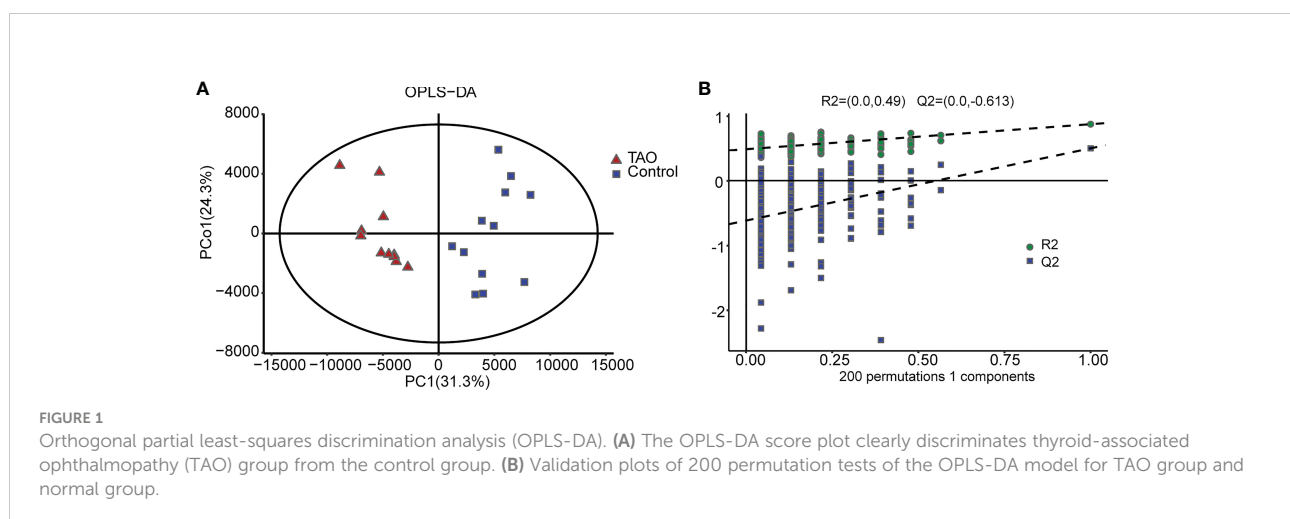 A
OPLS−DA
8000
4000
0
−4000
−8000
PCo1(24.3%)
−15000 −10000 −5000 0 5000 10000 15000
PC1(31.3%)
TAO
Control
B
R2=(0.0,0.49) Q2=(0.0,-0.613)
1
0
-1
-2
R2
Q2
0.00 0.25 0.50 0.75 1.00
200 permutations 1 components
FIGURE 1
Orthogonal partial least-squares discrimination analysis (OPLS-DA). (A) The OPLS-DA score plot clearly discriminates thyroid-associated
ophthalmopathy (TAO) group from the control group. (B) Validation plots of 200 permutation tests of the OPLS-DA model for TAO group and
normal group.